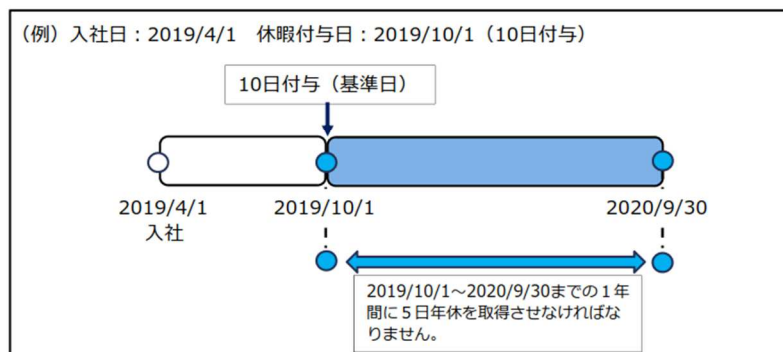 （例）入社日：2019/4/1　休暇付与日：2019/10/1（10日付与）
10日付与（基準日）
2019/4/1
入社
2019/10/1
2020/9/30
2019/10/1～2020/9/30までの１年
間に５日年休を取得させなければな
りません。